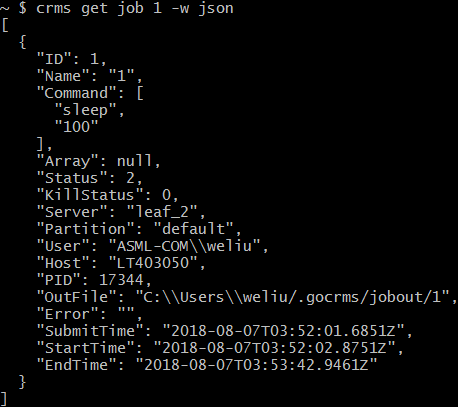 ~ $ crms get job 1 -w json
[
  {
    "ID": 1,
    "Name": "1",
    "Command": [
      "sleep",
      "100"
    ],
    "Array": null,
    "Status": 2,
    "KillStatus": 0,
    "Server": "leaf_2",
    "Partition": "default",
    "User": "ASML-COM\\weliu",
    "Host": "LT403050",
    "PID": 17344,
    "OutFile": "C:\\Users\\weliu/.gocrms/jobout/1",
    "Error": "",
    "SubmitTime": "2018-08-07T03:52:01.6851Z",
    "StartTime": "2018-08-07T03:52:02.8751Z",
    "EndTime": "2018-08-07T03:53:42.9461Z"
  }
]